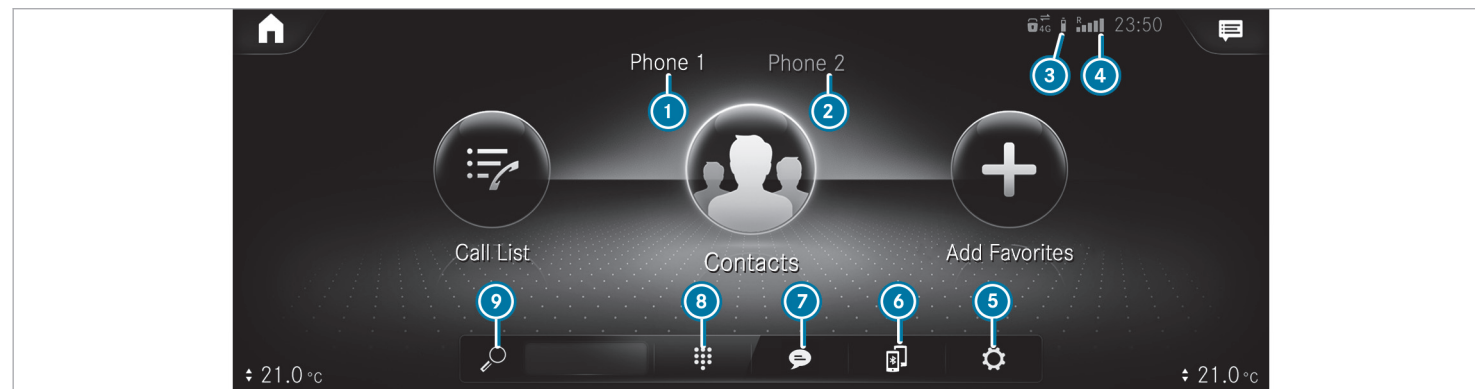 4G R 23:50
Phone 1 Phone 2
3 4
1 2
Call List Contacts Add Favorites
9 8 7 6 5
21.0 °C 21.0 °C